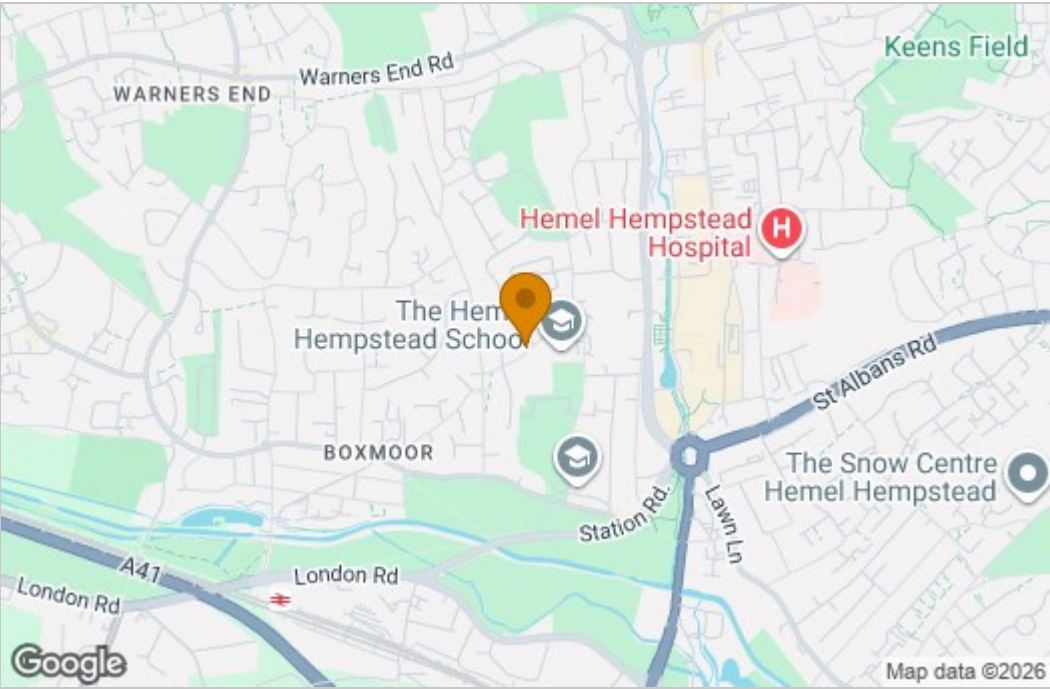 Keens Field
Warners End Rd
WARNERS END
Hemel Hempstead
Hospital
H
The Hem
Hempstead School
St Albans Rd
BOXMOOR
The Snow Centre
Hemel Hempstead
Station Rd.
Lawn Ln
A41
London Rd
London Rd
Google
Map data ©2026